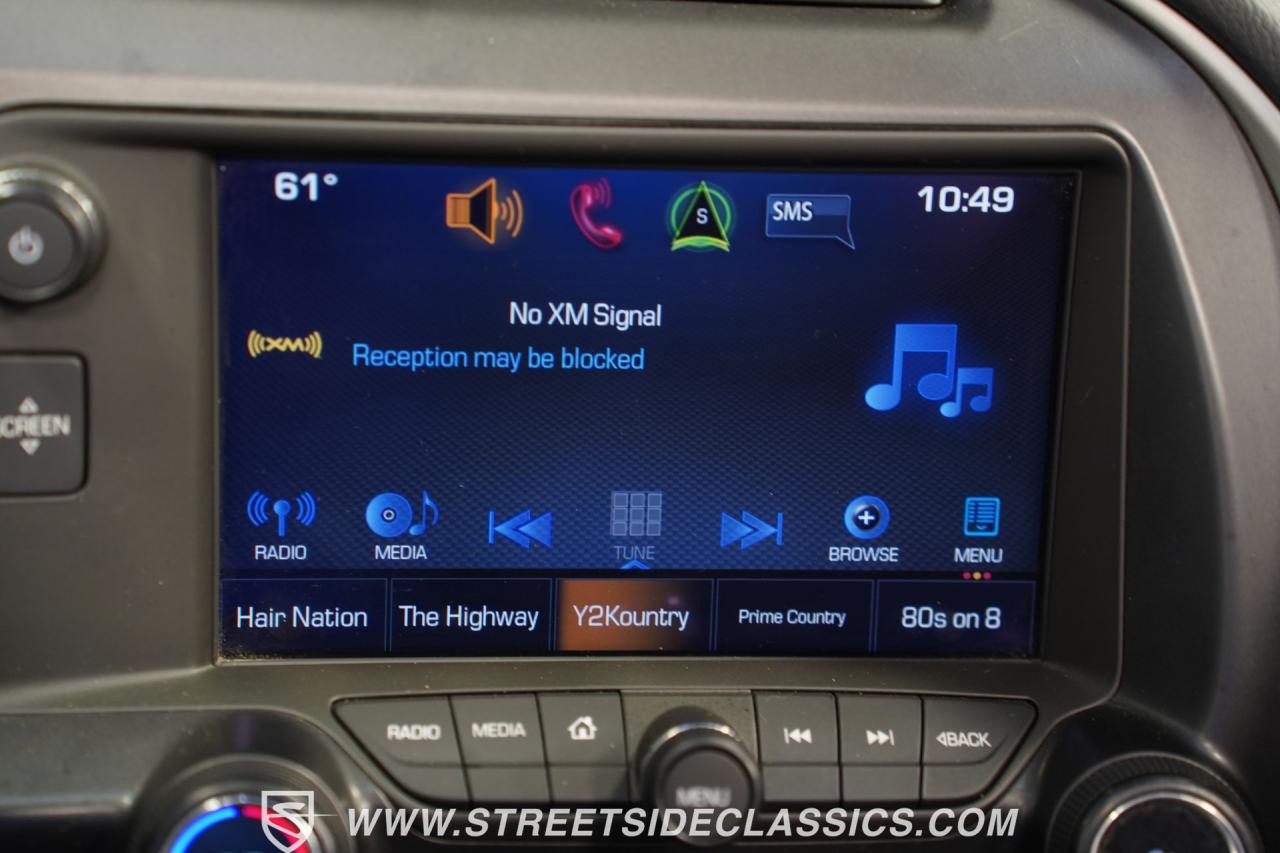 61°
10:49
S
SMS
No XM Signal
((XM))
Reception may be blocked
SCREEN
RADIO
MEDIA
TUNE
BROWSE
MENU
Hair Nation
The Highway
Y2Kountry
Prime Country
80s on 8
RADIO
MEDIA
BACK
MENU
WWW.STREETSIDECLASSICS.COM